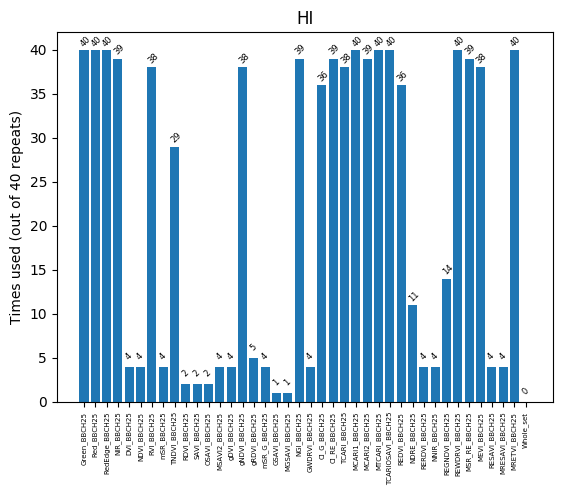 HI
Times used (out of 40 repeats)
40
35
30
25
20
15
10
5
0
40
40
40
39
4
4
38
4
29
2
2
2
4
4
38
5
4
1
1
39
4
36
39
38
40
39
40
40
36
11
4
4
14
40
39
38
4
4
40
0
Green_BBCH25
Red_BBCH25
RedEdge_BBCH25
NIR_BBCH25
DVI_BBCH25
NDVI_BBCH25
RVI_BBCH25
mSR_BBCH25
TNDVI_BBCH25
RDVI_BBCH25
SAVI_BBCH25
OSAVI_BBCH25
MSAVI2_BBCH25
gDVI_BBCH25
gNDVI_BBCH25
gRDVI_BBCH25
mSR_G_BBCH25
GSAVI_BBCH25
MGSAVI_BBCH25
NGI_BBCH25
GWDRVI_BBCH25
CI_G_BBCH25
CI_RE_BBCH25
TCARI_BBCH25
MCARI1_BBCH25
MCARI2_BBCH25
MTCARI_BBCH25
TCARIOSAVI_BBCH25
REDVI_BBCH25
NDRE_BBCH25
RERDVI_BBCH25
NNIR_BBCH25
REGNDVI_BBCH25
REWDRVI_BBCH25
MSR_RE_BBCH25
MEVI_BBCH25
RESAVI_BBCH25
MRESAVI_BBCH25
MRETVI_BBCH25
Whole_set